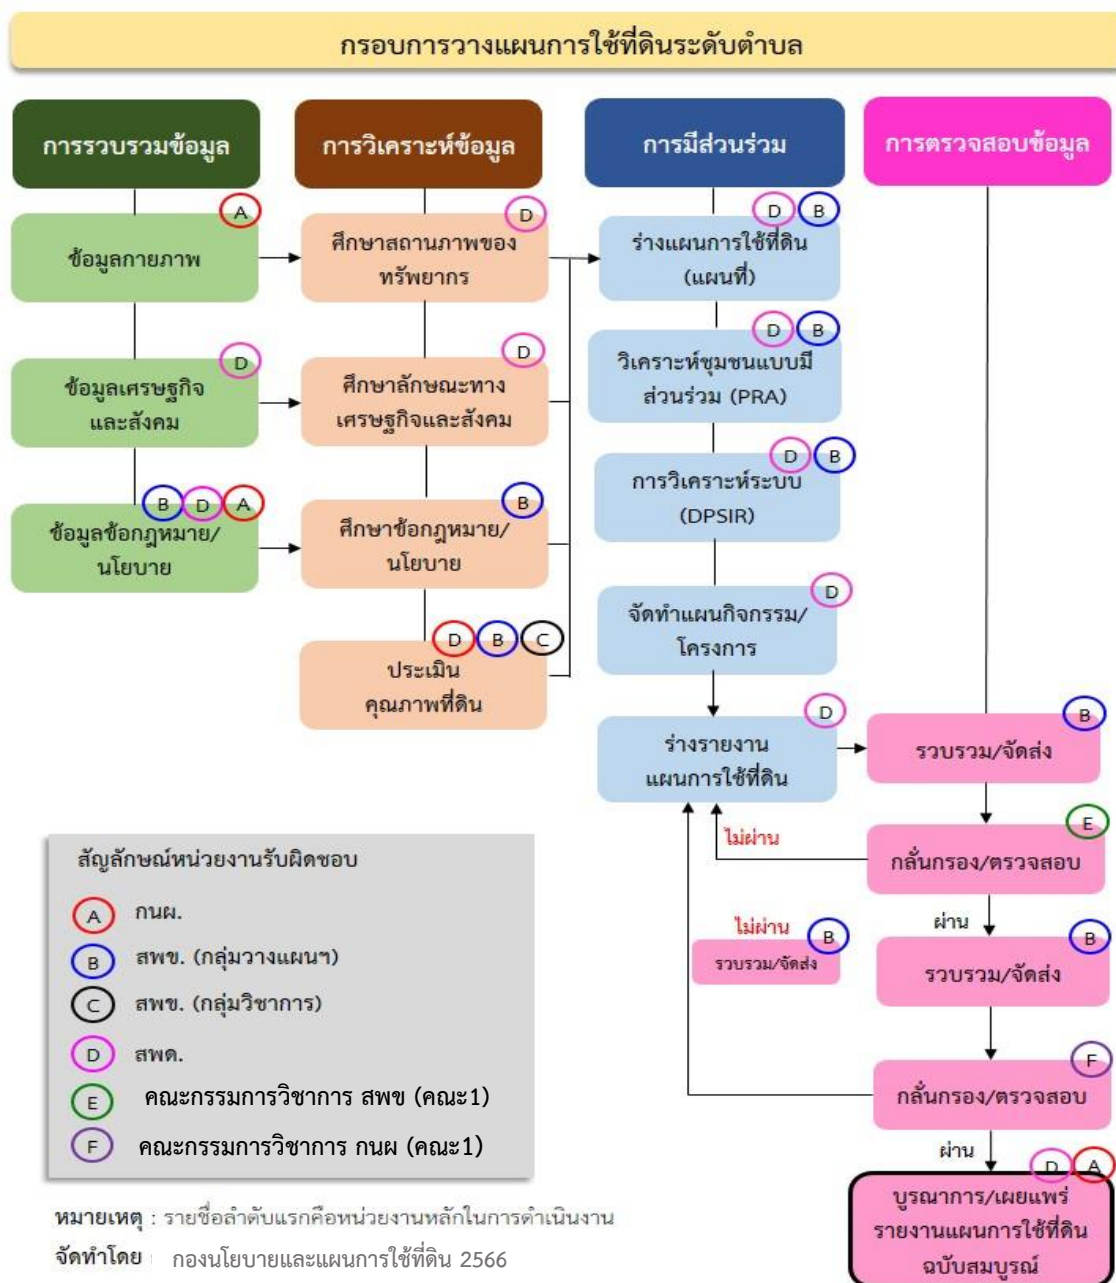 กรอบการวางแผนการใช้ที่ดินระดับตำบล
การรวบรวมข้อมูล
การวิเคราะห์ข้อมูล
การมีส่วนร่วม
การตรวจสอบข้อมูล
A
ข้อมูลกายภาพ
D
ศึกษาสถานภาพของ
ทรัพยากร
D B
ร่างแผนการใช้ที่ดิน
(แผนที่)
D
ข้อมูลเศรษฐกิจ
และสังคม
D
ศึกษาลักษณะทาง
เศรษฐกิจและสังคม
D B
วิเคราะห์ชุมชนแบบมี
ส่วนร่วม (PRA)
B D A
ข้อมูลข้อกฎหมาย/
นโยบาย
B
ศึกษาข้อกฎหมาย/
นโยบาย
D B
การวิเคราะห์ระบบ
(DPSIR)
D B C
ประเมิน
คุณภาพที่ดิน
D
จัดทำแผนกิจกรรม/
โครงการ
D
ร่างรายงาน
แผนการใช้ที่ดิน
B
รวบรวม/จัดส่ง
E
กลั่นกรอง/ตรวจสอบ
ไม่ผ่าน
ผ่าน
ไม่ผ่าน
B
รวบรวม/จัดส่ง
B
รวบรวม/จัดส่ง
F
กลั่นกรอง/ตรวจสอบ
ผ่าน
D A
บูรณาการ/เผยแพร่
รายงานแผนการใช้ที่ดิน
ฉบับสมบูรณ์
สัญลักษณ์หน่วยงานรับผิดชอบ
A กนผ.
B สพข. (กลุ่มวางแผนฯ)
C สพข. (กลุ่มวิชาการ)
D สพด.
E คณะกรรมการวิชาการ สพข (คณะ1)
F คณะกรรมการวิชาการ กนผ (คณะ1)
หมายเหตุ : รายชื่อลำดับแรกคือหน่วยงานหลักในการดำเนินงาน
จัดทำโดย : กองนโยบายและแผนการใช้ที่ดิน 2566